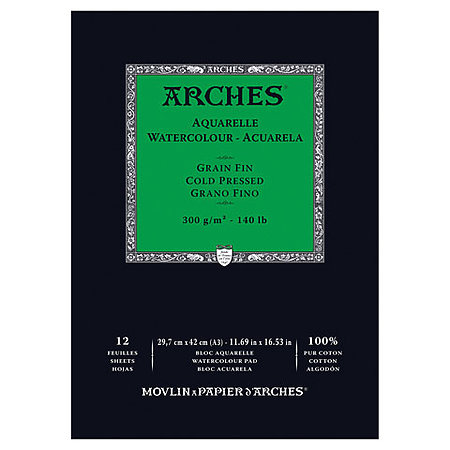 ARCHES
ARCHES®
AQUARELLE
WATERCOLOUR - ACUARELA
GRAIN FIN
COLD PRESSED
GRANO FINO
300 g/m² - 140 lb
12
FEUILLES
SHEETS
HOJAS
29,7 cm x 42 cm (A3) - 11.69 in x 16.53 in
BLOC AQUARELLE
WATERCOLOUR PAD
BLOC ACUARELA
100%
PUR COTON
COTTON
ALGODÓN
MOVLIN A PAPIER D'ARCHES®